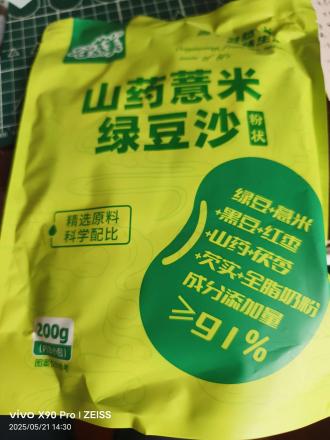 山药薏米
绿豆沙
粉状
精选原料
科学配比
绿豆+薏米
+黑豆+红枣
+山药+茯苓
+芡实+全脂奶粉
成分添加量
≥91%
200g
vivo X90 Pro | ZEISS
2025/05/21 14:30